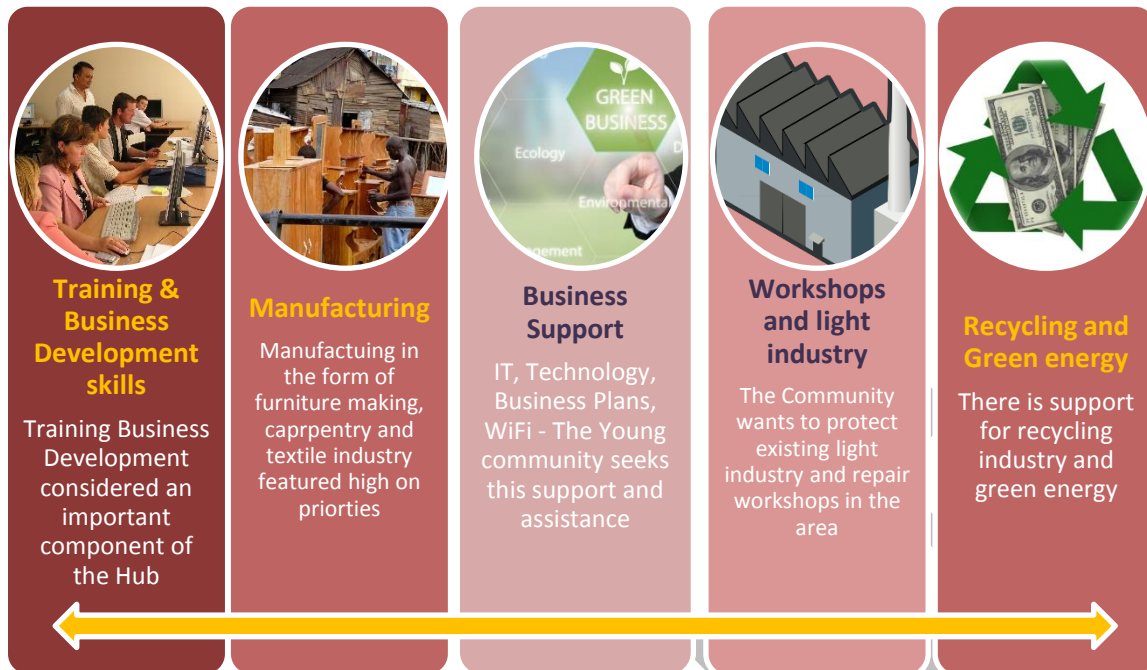 Training &
Business
Development
skills
Training Business
Development
considered an
important
component of
the Hub
Manufacturing
Manufactuing in
the form of
furniture making,
caprpentry and
textile industry
featured high on
priorties
GREEN
BUSINESS
Ecology
Environmental
Business
Support
IT, Technology,
Business Plans,
WiFi - The Young
community seeks
this support and
assistance
Workshops
and light
industry
The Community
wants to protect
existing light
industry and repair
workshops in the
area
Recycling and
Green energy
There is support
for recycling
industry and
green energy